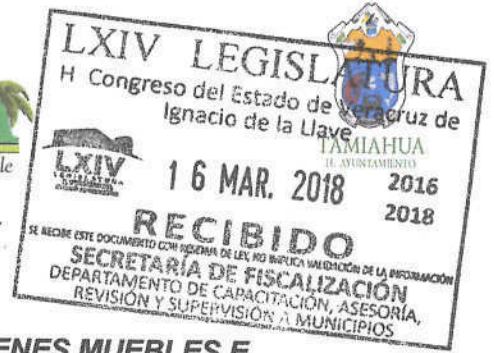 LXIV LEGISLATURA
H Congreso del Estado de Veracruz de
Ignacio de la Llave
TAMIAHUA
H. AYUNTAMIENTO
2016
2018
LXIV
LEGISLATURA
16 MAR. 2018
RECIBIDO
SE RECIBE ESTE DOCUMENTO CON RESERVA DE LEY, NO IMPLICA VALIDACIÓN DE LA INFORMACIÓN
SECRETARÍA DE FISCALIZACIÓN
DEPARTAMENTO DE CAPACITACIÓN, ASESORÍA,
REVISIÓN Y SUPERVISIÓN A MUNICIPIOS
ENES MUEBLES E